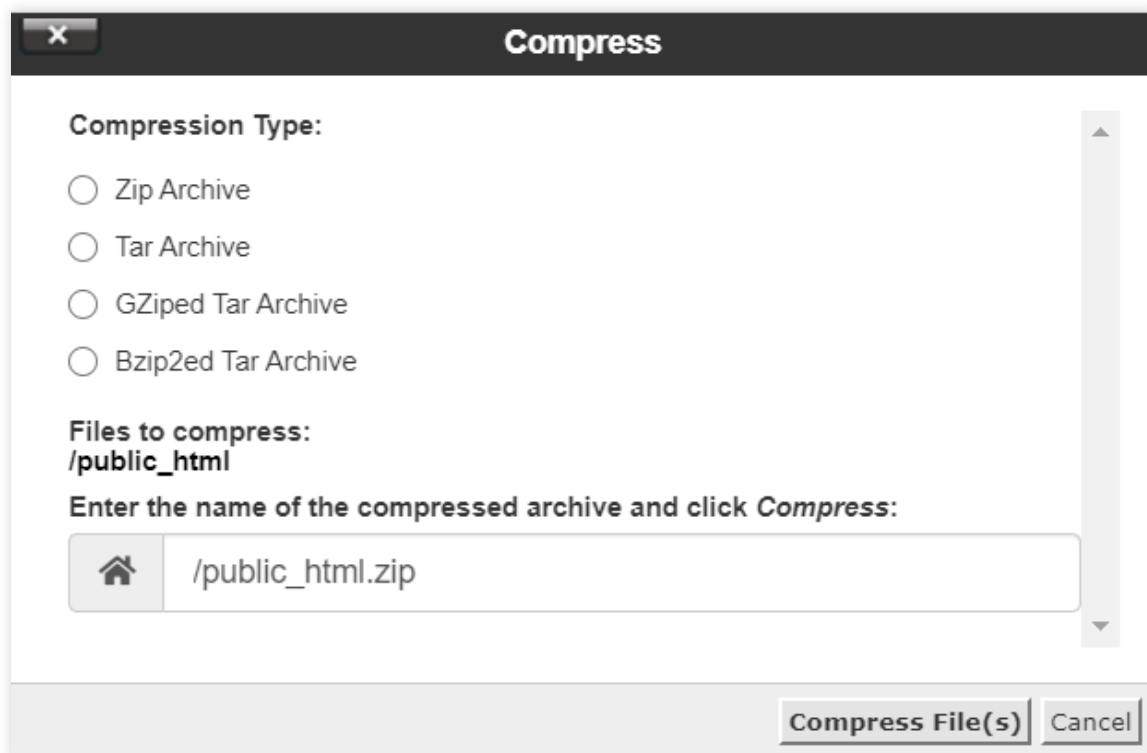 Compress
Compression Type:
Zip Archive
Tar Archive
GZiped Tar Archive
Bzip2ed Tar Archive
Files to compress:
/public_html
Enter the name of the compressed archive and click Compress:
/public_html.zip
Compress File(s) Cancel